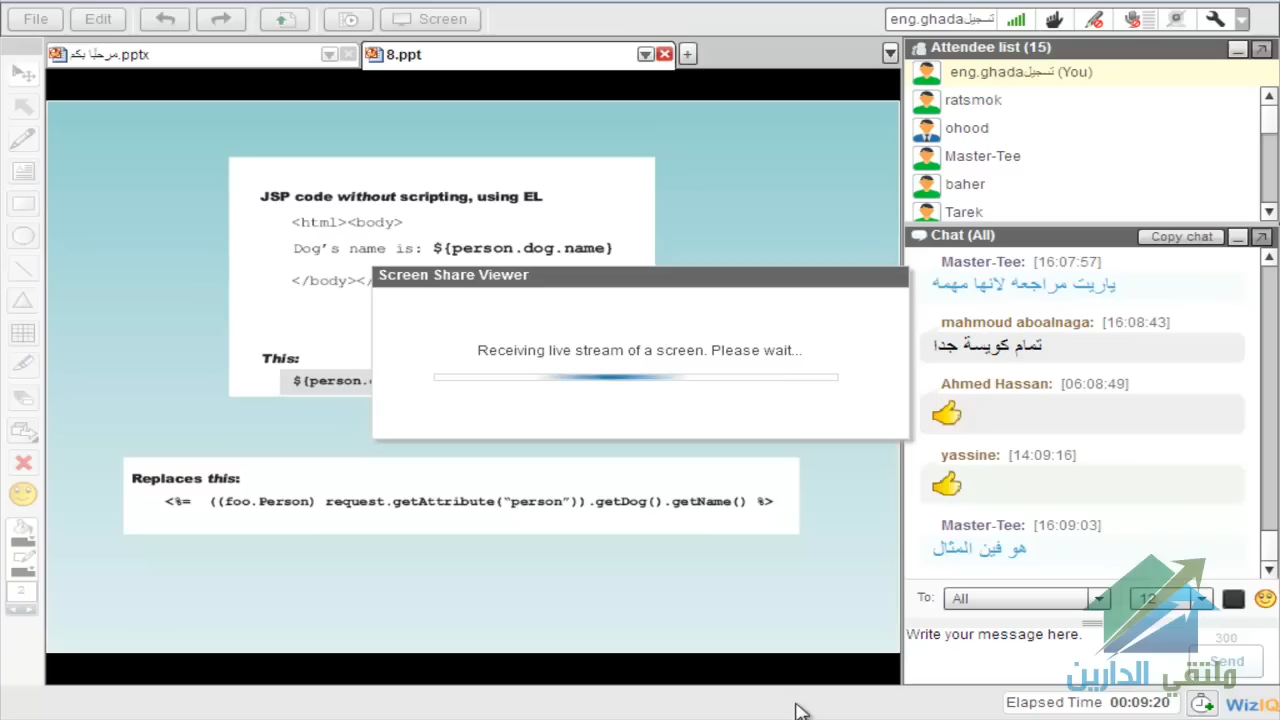 File
Edit
Screen
eng.ghadaتسجيل
مرحبا بكم.pptx
8.ppt
Attendee list (15)
eng.ghadaتسجيل (You)
ratsmok
ohood
Master-Tee
baher
Tarek
JSP code without scripting, using EL
<html><body>
Dog's name is: ${person.dog.name}
</body></
This:
${person.
Replaces this:
<%= ((foo.Person) request.getAttribute("person")).getDog().getName() %>
Screen Share Viewer
Receiving live stream of a screen. Please wait...
Chat (All)
Copy chat
Master-Tee: [16:07:57]
ياريت مراجعه لانها مهمه
mahmoud aboalnaga: [16:08:43]
تمام كويسة جدا
Ahmed Hassan: [06:08:49]
yassine: [14:09:16]
Master-Tee: [16:09:03]
هو فين المثال
To: All
12
Write your message here.
300
Send
ملتقي الدارين
2
Elapsed Time 00:09:20
WizIQ